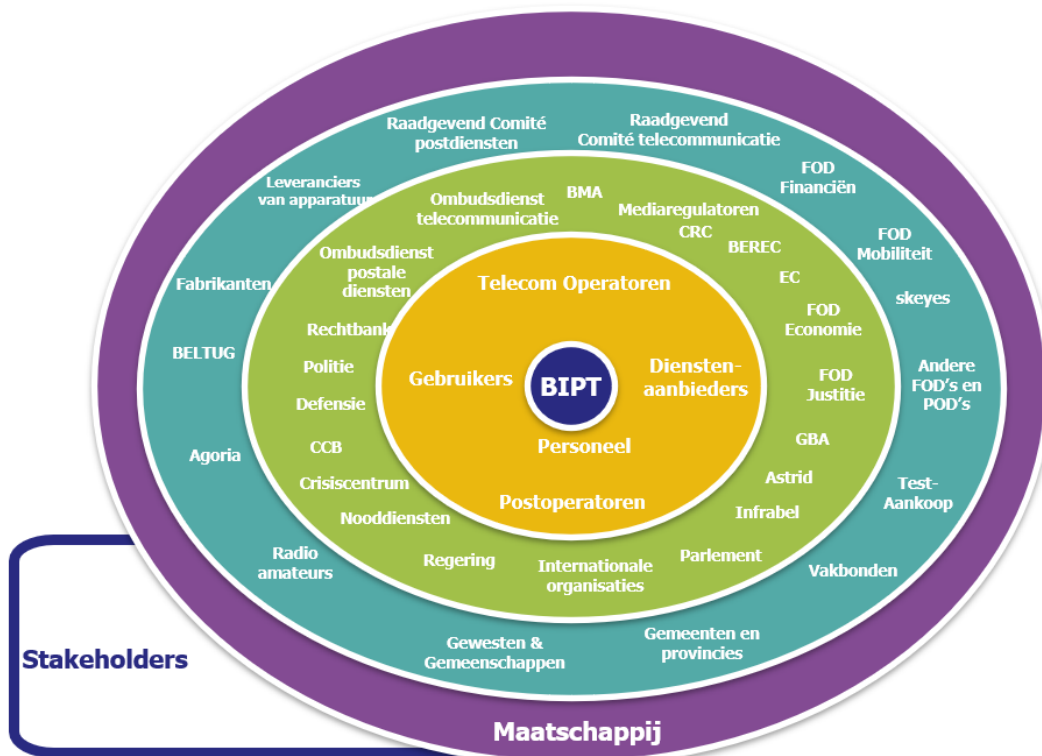 Raadgevend Comité
postdiensten
Raadgevend
Comité telecommunicatie
FOD
Financiën
FOD
Mobiliteit
skeyes
Andere
FOD's en
POD's
Test-
Aankoop
Vakbonden
Gemeenten en
provincies
Gewesten &
Gemeenschappen
Radio
amateurs
Agoria
BELTUG
Fabrikanten
Leveranciers
van apparatuur
Ombudsdienst
telecommunicatie
BMA
Mediaregulatoren
CRC
BEREC
EC
FOD
Economie
FOD
Justitie
GBA
Astrid
Infrabel
Parlement
Internationale
organisaties
Regering
Nooddiensten
Crisiscentrum
CCB
Defensie
Politie
Rechtbank
Ombudsdienst
postale
diensten
Telecom Operatoren
Gebruikers
BIPT
Diensten-
aanbieders
Personeel
Postoperatoren
Stakeholders
Maatschappij